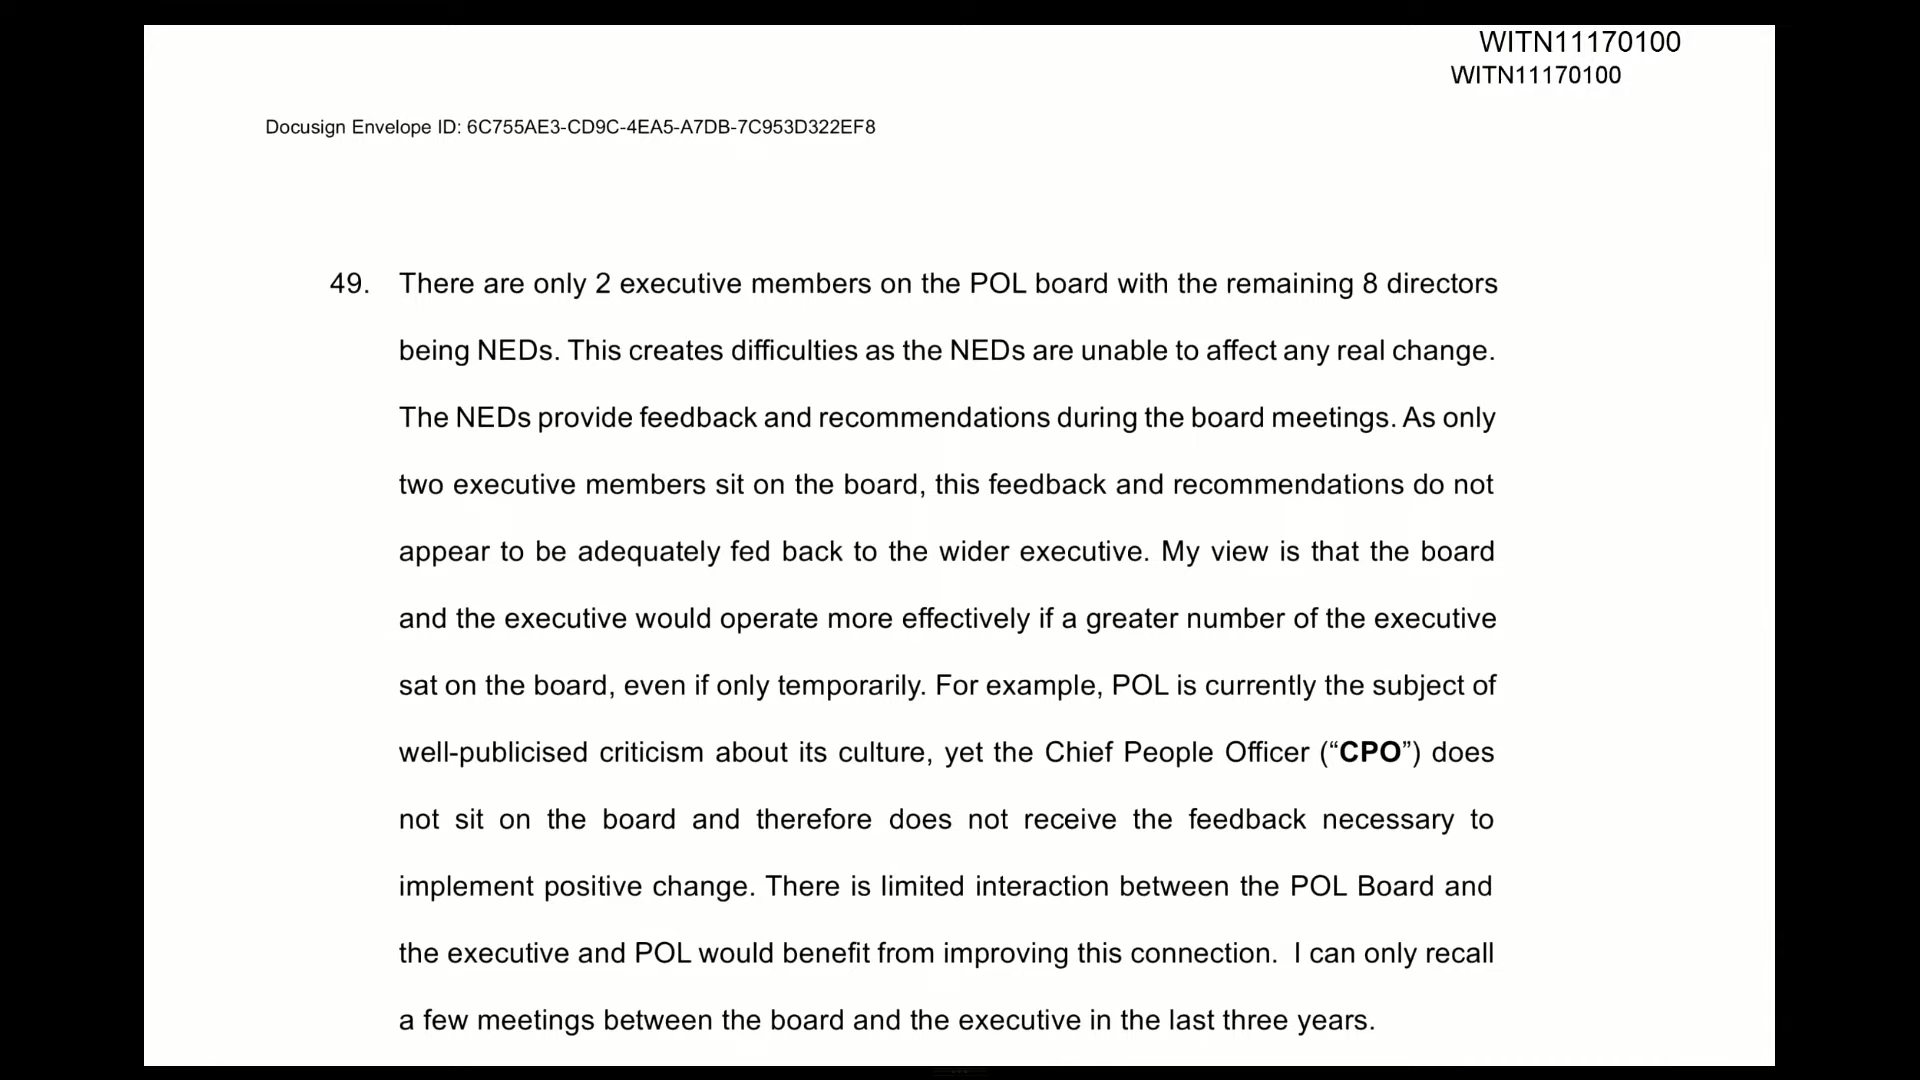 WITN11170100
WITN11170100
Docusign Envelope ID: 6C755AE3-CD9C-4EA5-A7DB-7C953D322EF8
49. There are only 2 executive members on the POL board with the remaining 8 directors
being NEDs. This creates difficulties as the NEDs are unable to affect any real change.
The NEDs provide feedback and recommendations during the board meetings. As only
two executive members sit on the board, this feedback and recommendations do not
appear to be adequately fed back to the wider executive. My view is that the board
and the executive would operate more effectively if a greater number of the executive
sat on the board, even if only temporarily. For example, POL is currently the subject of
well-publicised criticism about its culture, yet the Chief People Officer (“CPO”) does
not sit on the board and therefore does not receive the feedback necessary to
implement positive change. There is limited interaction between the POL Board and
the executive and POL would benefit from improving this connection. I can only recall
a few meetings between the board and the executive in the last three years.